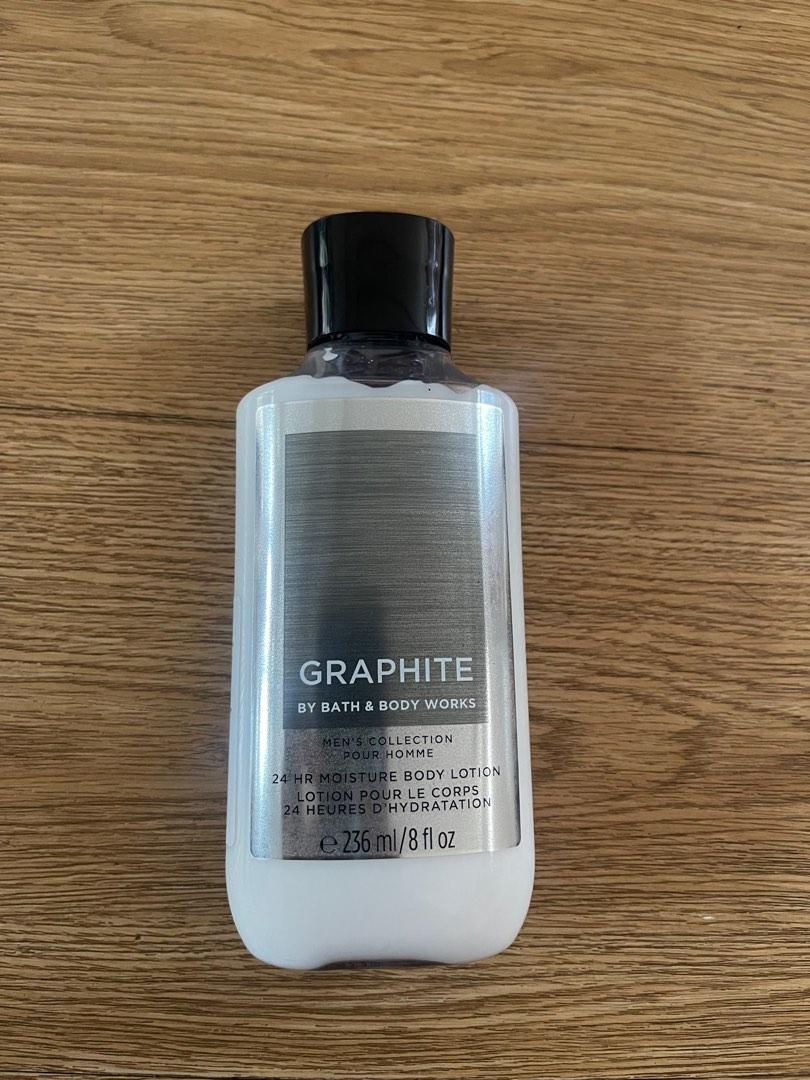 GRAPHITE
BY BATH & BODY WORKS
MEN'S COLLECTION
POUR HOMME
24 HR MOISTURE BODY LOTION
LOTION POUR LE CORPS
24 HEURES D'HYDRATATION
℮ 236 ml/8 fl oz